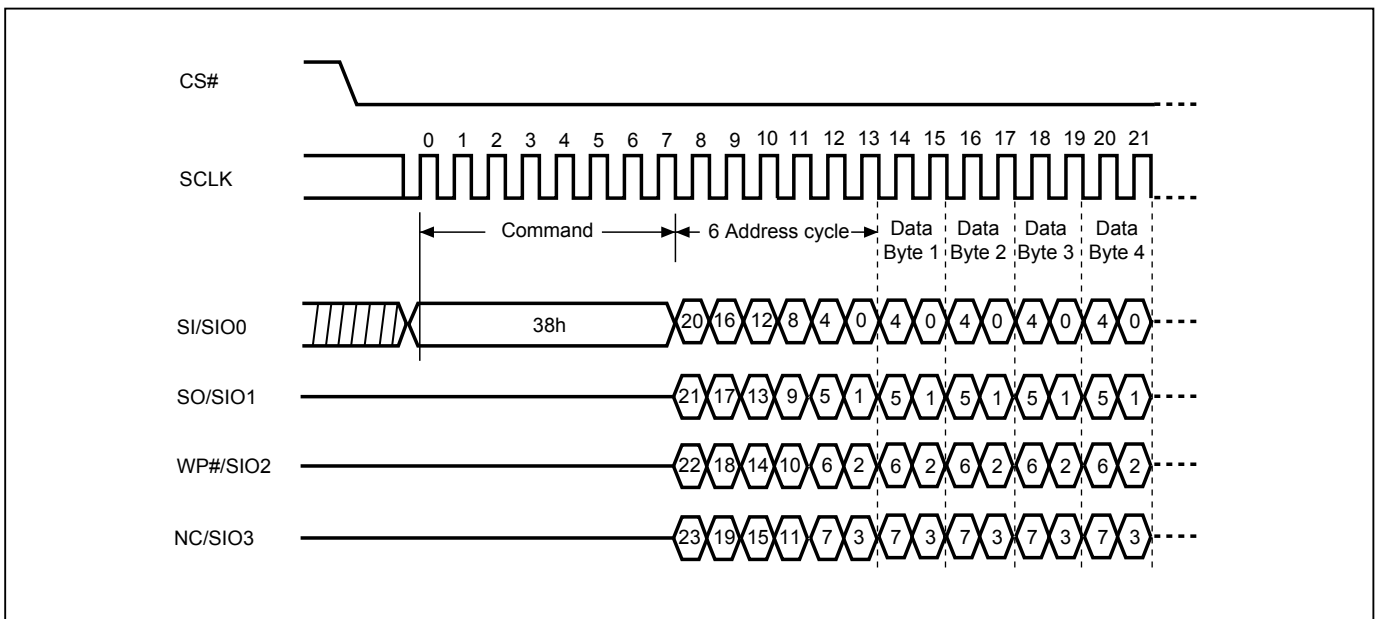 CS#
0 1 2 3 4 5 6 7 8 9 10 11 12 13 14 15 16 17 18 19 20 21
SCLK
Command 6 Address cycle Data Byte 1 Data Byte 2 Data Byte 3 Data Byte 4
SI/SIO0 38h 20 16 12 8 4 0 4 0 4 0 4 0 4 0
SO/SIO1 21 17 13 9 5 1 5 1 5 1 5 1 5 1
WP#/SIO2 22 18 14 10 6 2 6 2 6 2 6 2 6 2
NC/SIO3 23 19 15 11 7 3 7 3 7 3 7 3 7 3